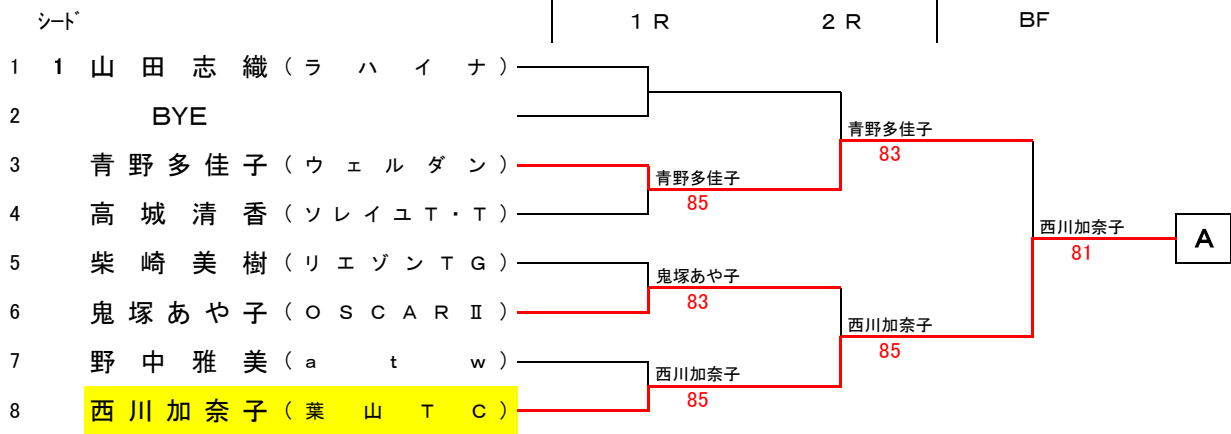 ｼｰﾄﾞ １Ｒ ２Ｒ ＢＦ
1 1 山田志織（ラハイナ）
2 ＢＹＥ
青野多佳子
83
3 青野多佳子（ウェルダン）
青野多佳子
85
4 高城清香（ソレイユＴ・Ｔ）
西川加奈子
81
Ａ
5 柴崎美樹（リエゾンＴＧ）
鬼塚あや子
83
6 鬼塚あや子（ＯＳＣＡＲⅡ）
西川加奈子
85
7 野中雅美（ａｔｗ）
西川加奈子
85
8 西川加奈子（葉山ＴＣ）